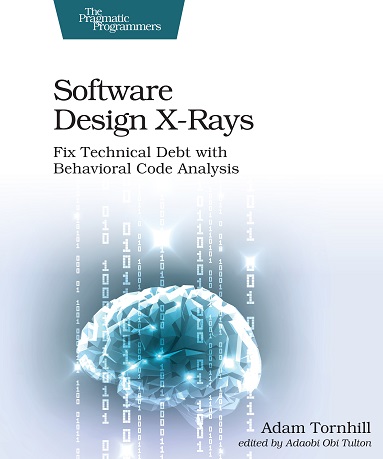 The
Pragmatic
Programmers
Software
Design X-Rays
Fix Technical Debt with
Behavioral Code Analysis
Adam Tornhill
edited by Adaobi Obi Tulton